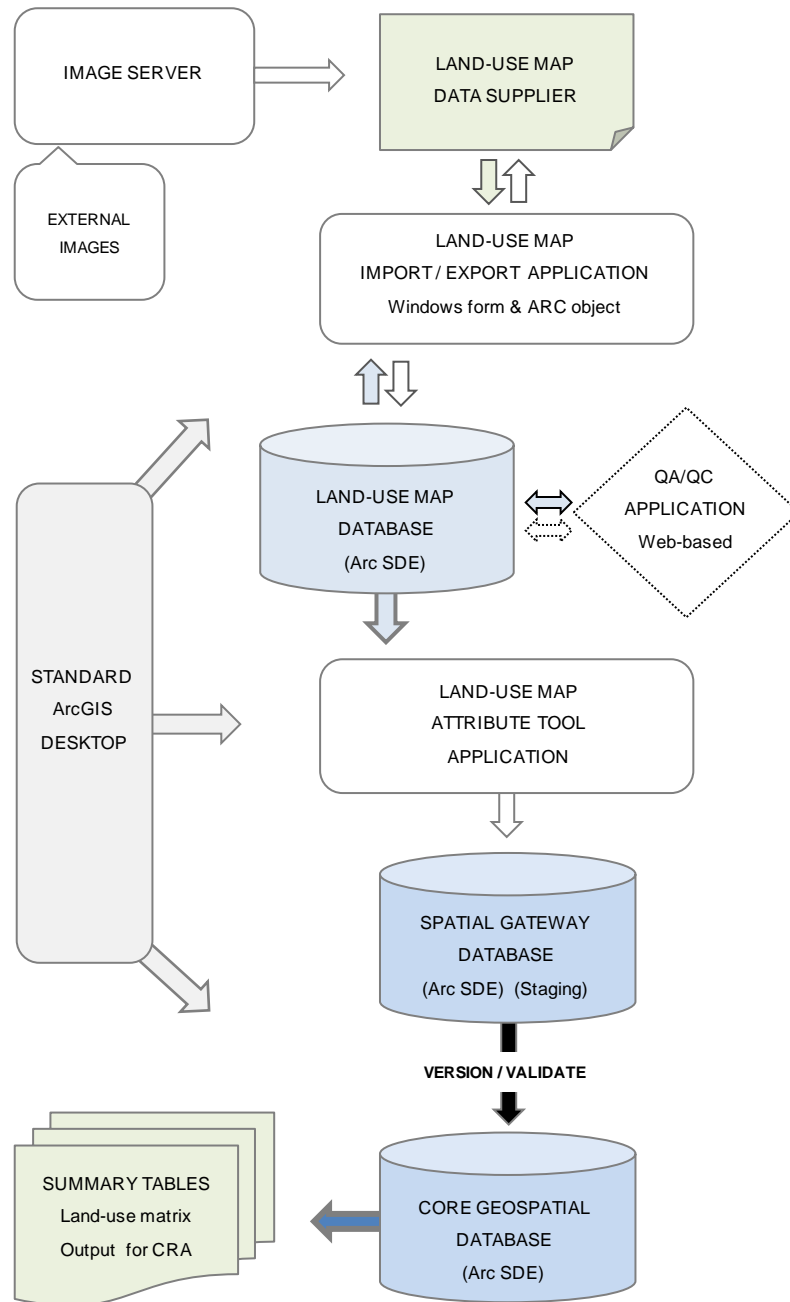 IMAGE SERVER
LAND-USE MAP
DATA SUPPLIER
EXTERNAL
IMAGES
LAND-USE MAP
IMPORT / EXPORT APPLICATION
Windows form & ARC object
LAND-USE MAP
DATABASE
(Arc SDE)
QA/QC
APPLICATION
Web-based
STANDARD
ArcGIS
DESKTOP
LAND-USE MAP
ATTRIBUTE TOOL
APPLICATION
SPATIAL GATEWAY
DATABASE
(Arc SDE) (Staging)
VERSION / VALIDATE
SUMMARY TABLES
Land-use matrix
Output for CRA
CORE GEOSPATIAL
DATABASE
(Arc SDE)